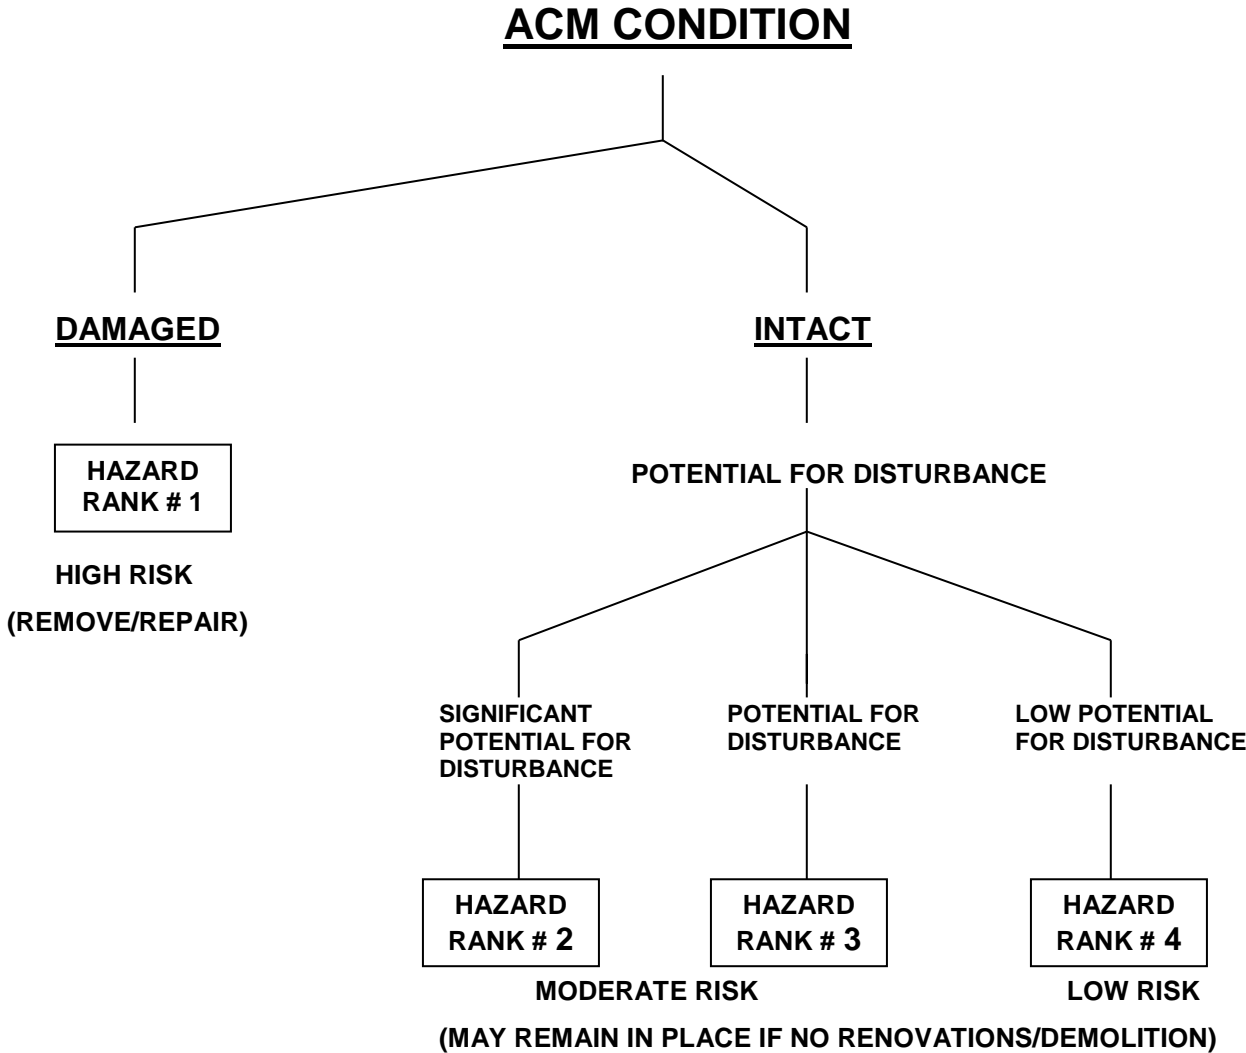 ACM CONDITION
DAMAGED
INTACT
HAZARD
RANK # 1
POTENTIAL FOR DISTURBANCE
HIGH RISK
(REMOVE/REPAIR)
SIGNIFICANT
POTENTIAL FOR
DISTURBANCE
POTENTIAL FOR
DISTURBANCE
LOW POTENTIAL
FOR DISTURBANCE
HAZARD
RANK # 2
HAZARD
RANK # 3
HAZARD
RANK # 4
MODERATE RISK
LOW RISK
(MAY REMAIN IN PLACE IF NO RENOVATIONS/DEMOLITION)